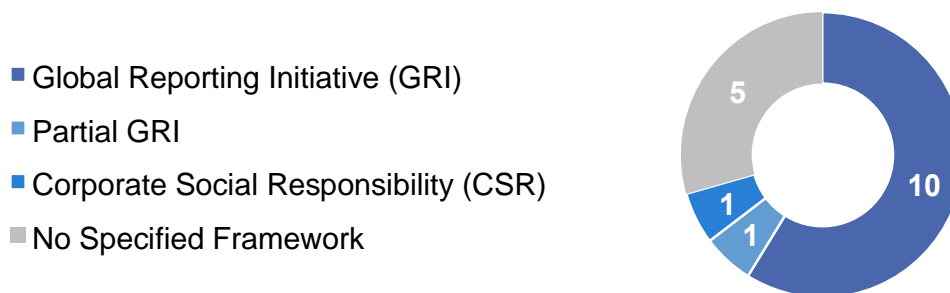 Global Reporting Initiative (GRI)
Partial GRI
Corporate Social Responsibility (CSR)
No Specified Framework
5
10
1
1